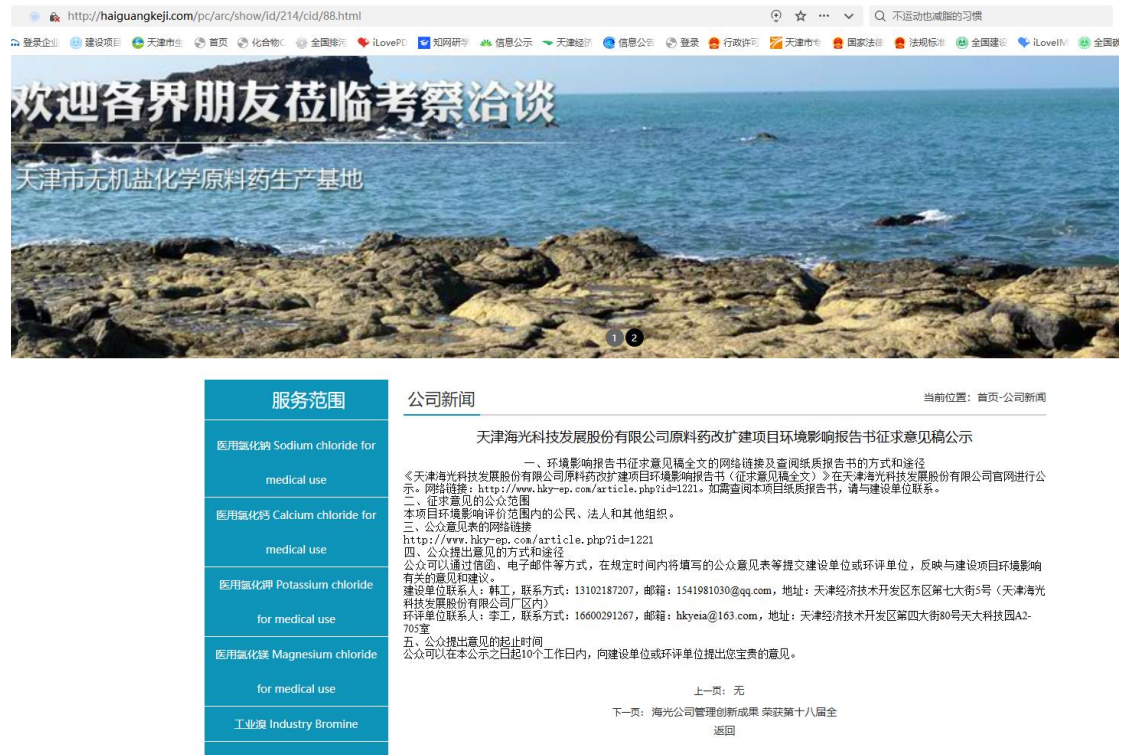 http://haiguangkeji.com/pc/arc/show/id/214/cid/88.html
不运动也减脂的习惯
登录企业 建设项目 天津市生 首页 化合物 全国排污 iLovePD 知网研学 信息公示 天津经济 信息公告 登录 行政许可 天津市专 国家法律 法规标准 全国建设 iLoveIM 全国碳
欢迎各界朋友莅临考察洽谈
天津市无机盐化学原料药生产基地
1 2
服务范围
医用氯化钠 Sodium chloride for
medical use
医用氯化钙 Calcium chloride for
medical use
医用氯化钾 Potassium chloride
for medical use
医用氯化镁 Magnesium chloride
for medical use
工业溴 Industry Bromine
公司新闻
当前位置：首页-公司新闻
天津海光科技发展股份有限公司原料药改扩建项目环境影响报告书征求意见稿公示
一、环境影响报告书征求意见稿全文的网络链接及查阅纸质报告书的方式和途径
《天津海光科技发展股份有限公司原料药改扩建项目环境影响报告书（征求意见稿全文）》在天津海光科技发展股份有限公司官网进行公
示。网络链接：http://www.hky-ep.com/article.php?id=1221。如需查阅本项目纸质报告书，请与建设单位联系。
二、征求意见的公众范围
本项目环境影响评价范围内的公民、法人和其他组织。
三、公众意见表的网络链接
http://www.hky-ep.com/article.php?id=1221
四、公众提出意见的方式和途径
公众可以通过信函、电子邮件等方式，在规定时间内将填写的公众意见表等提交建设单位或环评单位，反映与建设项目环境影响
有关的意见和建议。
建设单位联系人：韩工，联系方式：13102187207，邮箱：1541981030@qq.com，地址：天津经济技术开发区东区第七大街5号（天津海光
科技发展股份有限公司厂区内）
环评单位联系人：李工，联系方式：16600291267，邮箱：hkyeia@163.com，地址：天津经济技术开发区第四大街80号天大科技园A2-
705室
五、公众提出意见的起止时间
公众可以在本公示之日起10个工作日内，向建设单位或环评单位提出您宝贵的意见。
上一页：无
下一页：海光公司管理创新成果 荣获第十八届全
返回